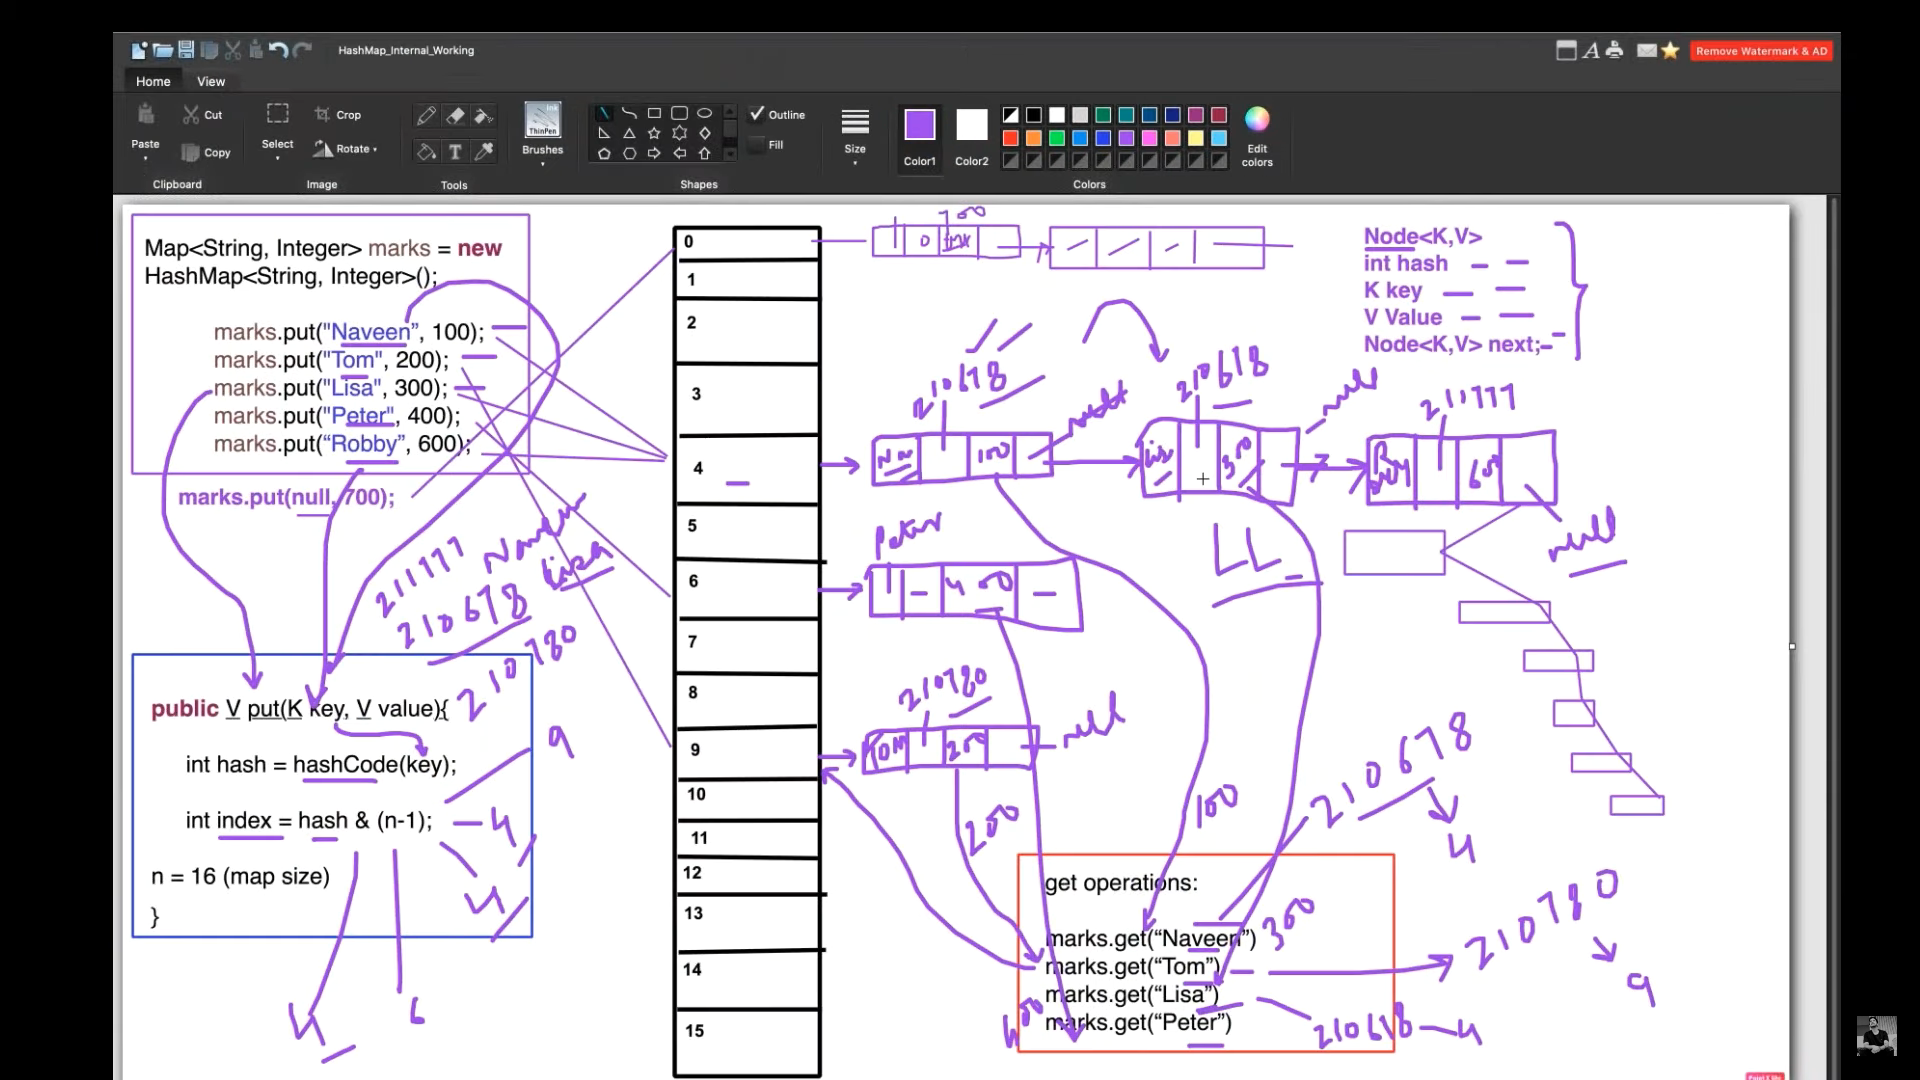 HashMap_Internal_Working
Remove Watermark & AD
Home View
Paste Cut Copy
Select Crop Rotate
Brushes
Outline
Fill
Size
Color1
Color2
Edit colors
Clipboard
Image
Tools
Shapes
Colors
Map<String, Integer> marks = new
HashMap<String, Integer>();
marks.put("Naveen", 100);
marks.put("Tom", 200);
marks.put("Lisa", 300);
marks.put("Peter", 400);
marks.put("Robby", 600);
marks.put(null, 700);
211777 Naveen
210678 Lisa
210780
public V put(K key, V value){
int hash = hashCode(key);
int index = hash & (n-1);
n = 16 (map size)
}
9
4
4
4
6
0
1
2
3
4
5
6
7
8
9
10
11
12
13
14
15
700
0
210678
100
null
210678
300
null
211777
600
null
LL
Peter
400
210780
Tom
200
null
200
100
Node<K,V>
int hash
K key
V Value
Node<K,V> next;
get operations:
marks.get("Naveen")
marks.get("Tom")
marks.get("Lisa")
marks.get("Peter")
300
400
210678
4
210780
9
210678 4